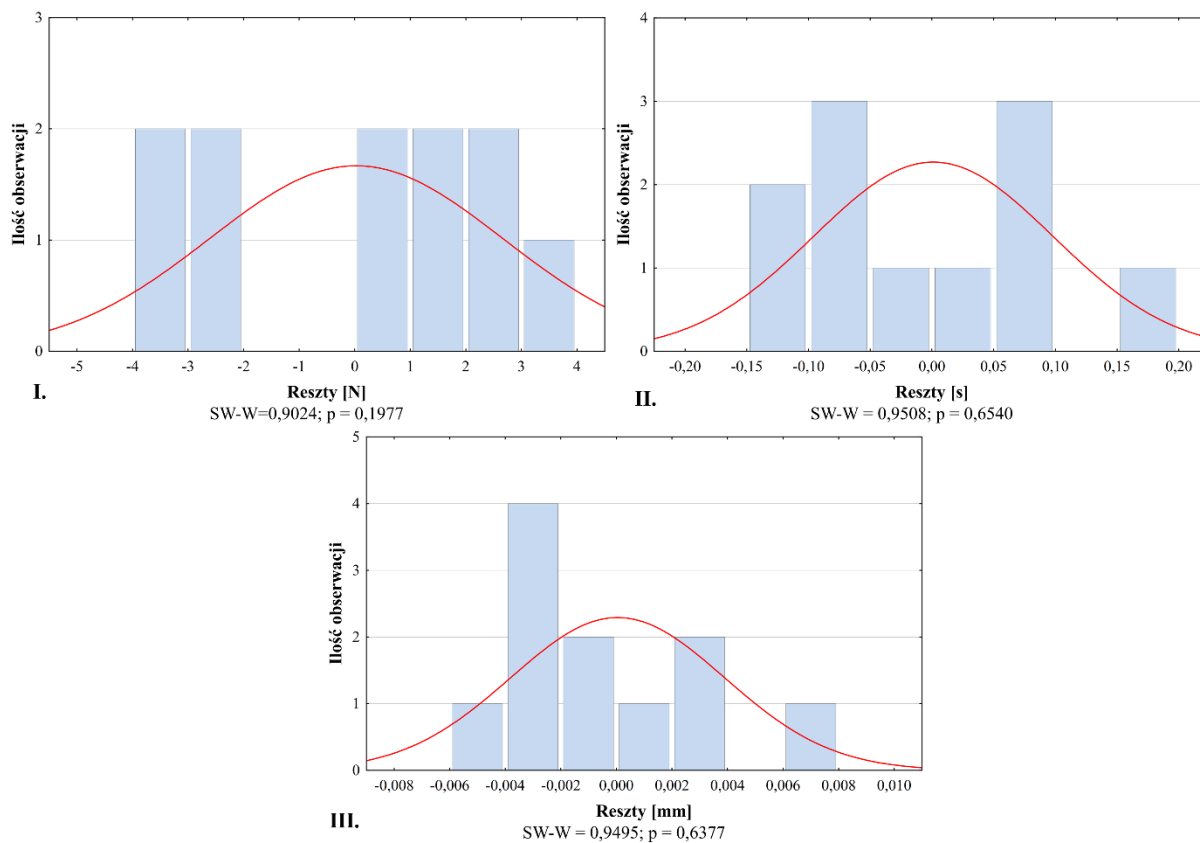 3
2
1
0
Ilość obserwacji
-5 -4 -3 -2 -1 0 1 2 3 4
Reszty [N]
I.
SW-W=0,9024; p = 0,1977
4
3
2
1
0
Ilość obserwacji
-0,20 -0,15 -0,10 -0,05 0,00 0,05 0,10 0,15 0,20
Reszty [s]
II.
SW-W = 0,9508; p = 0,6540
5
4
3
2
1
0
Ilość obserwacji
-0,008 -0,006 -0,004 -0,002 0,000 0,002 0,004 0,006 0,008 0,010
Reszty [mm]
III.
SW-W = 0,9495; p = 0,6377